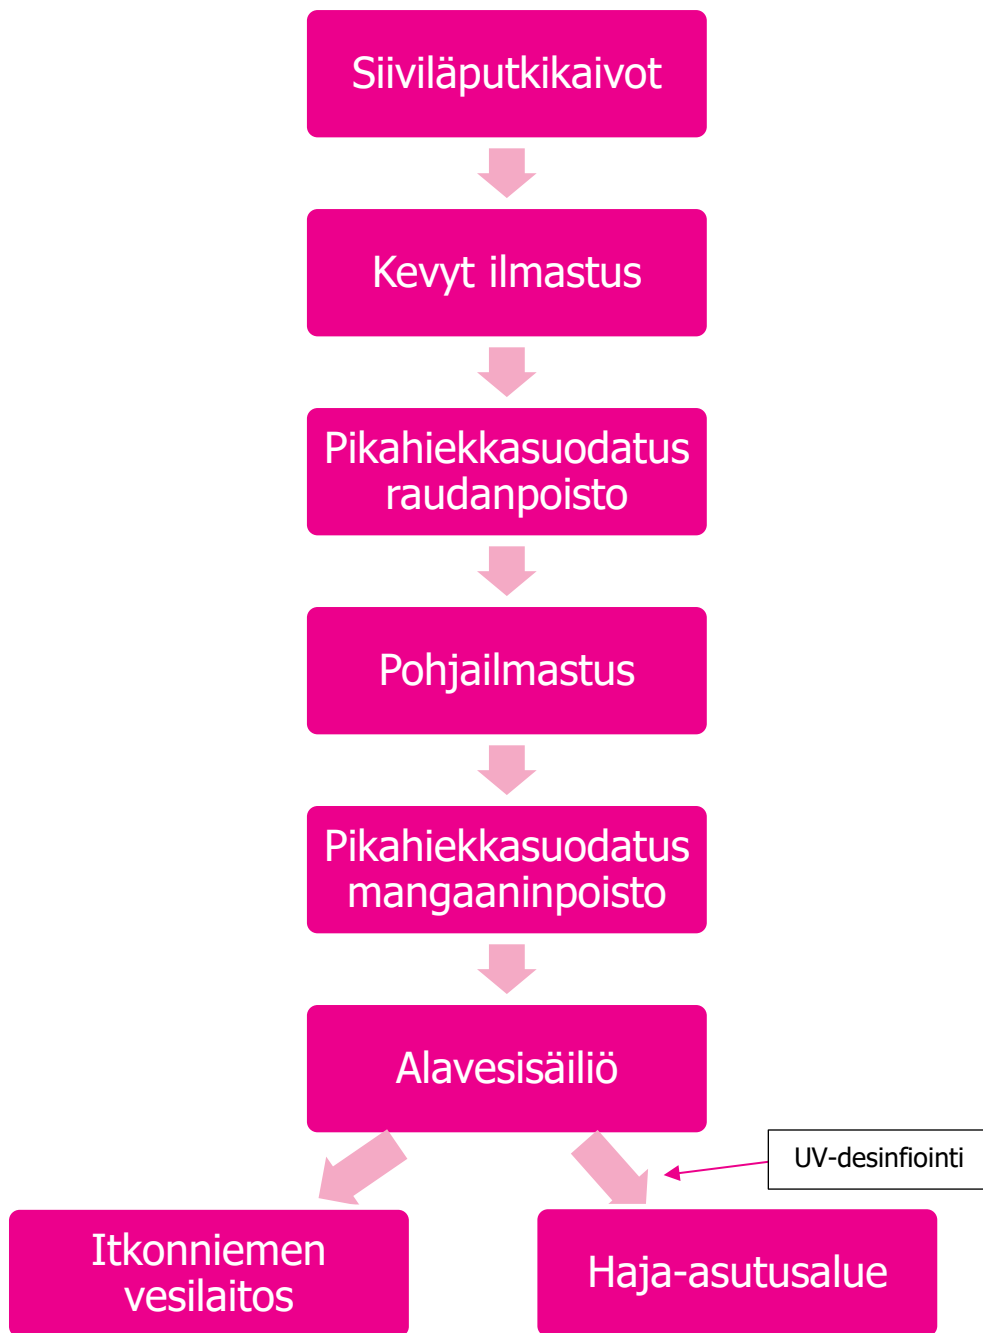 Siiviläputkikaivot
Kevyt ilmastus
Pikahiekkasuodatus
raudanpoisto
Pohjailmastus
Pikahiekkasuodatus
mangaaninpoisto
Alavesisäiliö
UV-desinfiointi
Itkonniemen
vesilaitos
Haja-asutusalue